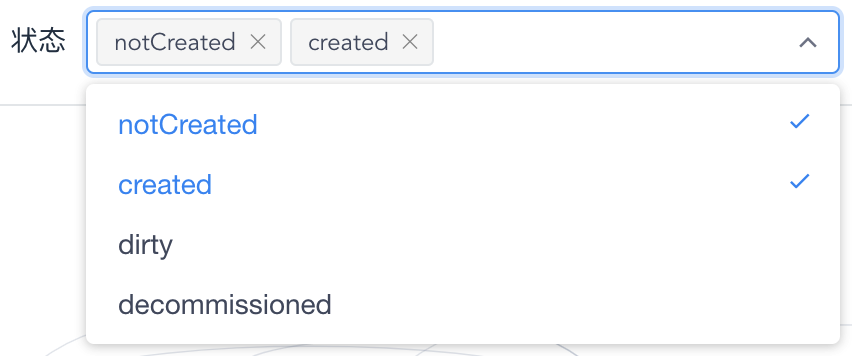 状态 notCreated created
notCreated
created
dirty
decommissioned